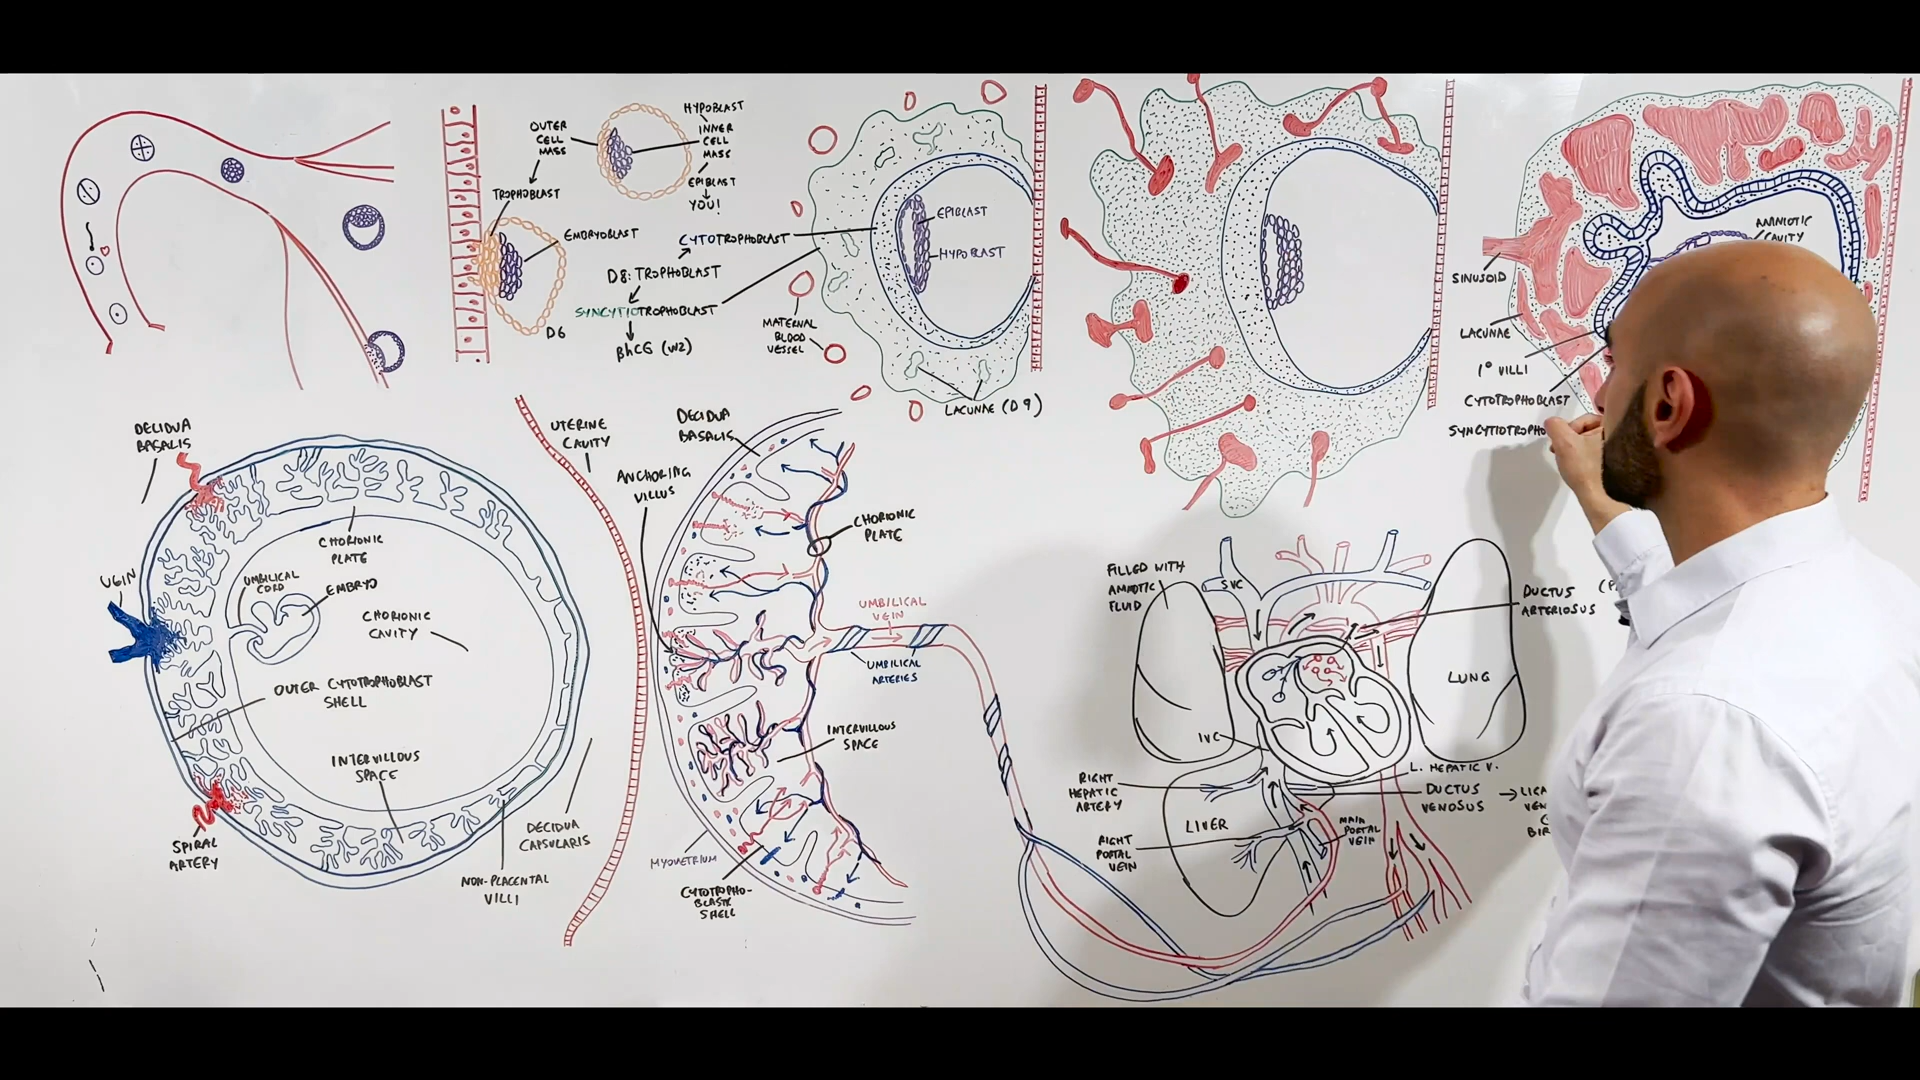 HYPOBLAST
INNER
CELL
MASS
EPIBLAST
YOU!
OUTER
CELL
MASS
TROPHOBLAST
EMBRYOBLAST
D6
CYTOTROPHOBLAST
D8: TROPHOBLAST
SYNCYTIOTROPHOBLAST
BhCG (W2)
EPIBLAST
HYPOBLAST
MATERNAL
BLOOD
VESSEL
LACUNAE (D9)
AMNIOTIC
CAVITY
SINUSOID
LACUNAE
1° VILLI
CYTOTROPHOBLAST
SYNCYTIOTROPHO
DECIDUA
BASALIS
VEIN
CHORIONIC
PLATE
UMBILICAL
CORD
EMBRYO
CHORIONIC
CAVITY
OUTER CYTOTROPHOBLAST
SHELL
INTERVILLOUS
SPACE
SPIRAL
ARTERY
NON-PLACENTAL
VILLI
DECIDUA
CAPSULARIS
UTERINE
CAVITY
DECIDUA
BASALIS
ANCHORING
VILLUS
CHORIONIC
PLATE
UMBILICAL
VEIN
UMBILICAL
ARTERIES
INTERVILLOUS
SPACE
MYOMETRIUM
CYTOTROPHO-
BLASTIC
SHELL
FILLED WITH
AMIOTIC
FLUID
SVC
DUCTUS
ARTERIOSUS
LUNG
IVC
RIGHT
HEPATIC
ARTERY
L. HEPATIC V.
DUCTUS
VENOSUS
LIVER
MAIN
PORTAL
VEIN
RIGHT
PORTAL
VEIN